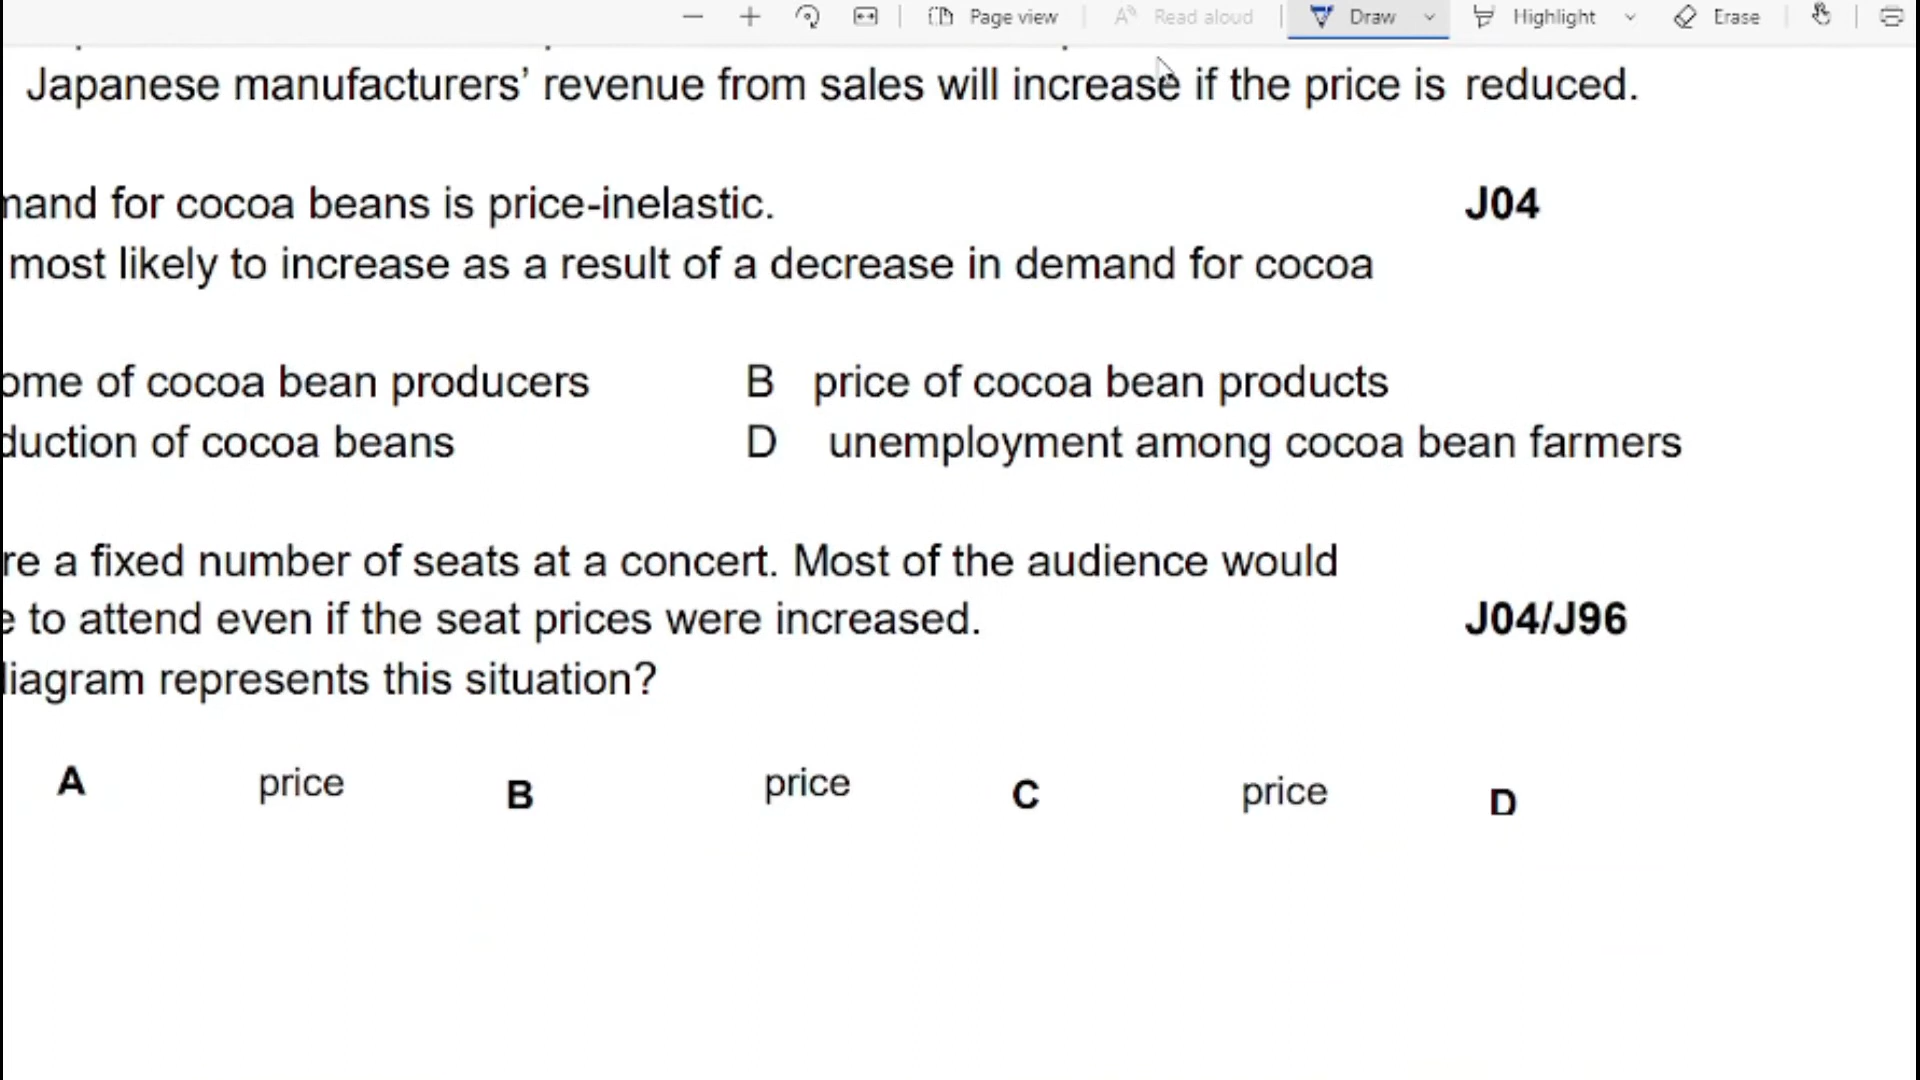 Page view Read aloud Draw Highlight Erase
Japanese manufacturers’ revenue from sales will increase if the price is reduced.
mand for cocoa beans is price-inelastic. J04
most likely to increase as a result of a decrease in demand for cocoa
ome of cocoa bean producers B price of cocoa bean products
duction of cocoa beans D unemployment among cocoa bean farmers
re a fixed number of seats at a concert. Most of the audience would
e to attend even if the seat prices were increased. J04/J96
diagram represents this situation?
A price B price C price D